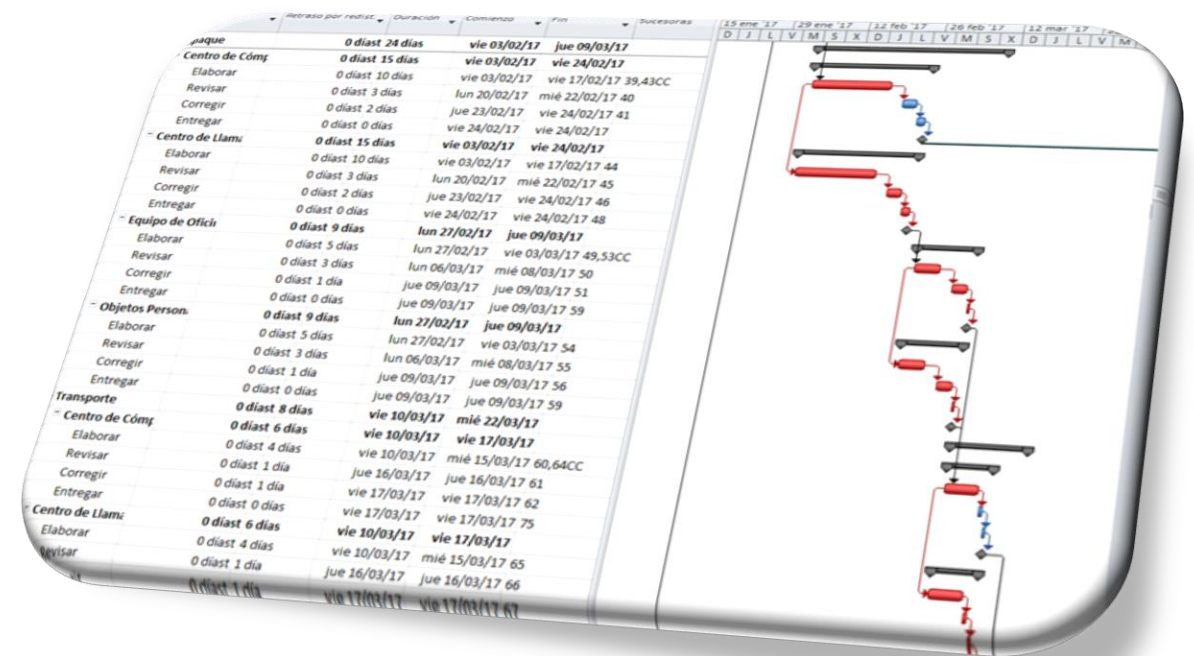 Retraso por redist. Duración Comienzo Fin Sucesoras 15 ene '17 29 ene '17 12 feb '17 26 feb '17 12 mar '17
D J L V M S X D J L V M S X D J L V M
paque 0 díast 24 días vie 03/02/17 jue 09/03/17
Centro de Cómp 0 díast 15 días vie 03/02/17 vie 24/02/17
Elaborar 0 díast 10 días vie 03/02/17 vie 17/02/17 39,43CC
Revisar 0 díast 3 días lun 20/02/17 mié 22/02/17 40
Corregir 0 díast 2 días jue 23/02/17 vie 24/02/17 41
Entregar 0 díast 0 días vie 24/02/17 vie 24/02/17
Centro de Llama 0 díast 15 días vie 03/02/17 vie 24/02/17
Elaborar 0 díast 10 días vie 03/02/17 vie 17/02/17 44
Revisar 0 díast 3 días lun 20/02/17 mié 22/02/17 45
Corregir 0 díast 2 días jue 23/02/17 vie 24/02/17 46
Entregar 0 díast 0 días vie 24/02/17 vie 24/02/17 48
Equipo de Oficin 0 díast 9 días lun 27/02/17 jue 09/03/17
Elaborar 0 díast 5 días lun 27/02/17 vie 03/03/17 49,53CC
Revisar 0 díast 3 días lun 06/03/17 mié 08/03/17 50
Corregir 0 díast 1 día jue 09/03/17 jue 09/03/17 51
Entregar 0 díast 0 días jue 09/03/17 jue 09/03/17 59
Objetos Person 0 díast 9 días lun 27/02/17 jue 09/03/17
Elaborar 0 díast 5 días lun 27/02/17 vie 03/03/17 54
Revisar 0 díast 3 días lun 06/03/17 mié 08/03/17 55
Corregir 0 díast 1 día jue 09/03/17 jue 09/03/17 56
Entregar 0 díast 0 días jue 09/03/17 jue 09/03/17 59
Transporte 0 díast 8 días vie 10/03/17 mié 22/03/17
Centro de Cómp 0 díast 6 días vie 10/03/17 vie 17/03/17
Elaborar 0 díast 4 días vie 10/03/17 mié 15/03/17 60,64CC
Revisar 0 díast 1 día jue 16/03/17 jue 16/03/17 61
Corregir 0 díast 1 día vie 17/03/17 vie 17/03/17 62
Entregar 0 díast 0 días vie 17/03/17 vie 17/03/17 75
Centro de Llama 0 díast 6 días vie 10/03/17 vie 17/03/17
Elaborar 0 díast 4 días vie 10/03/17 mié 15/03/17 65
Revisar 0 díast 1 día jue 16/03/17 jue 16/03/17 66
0 díast 1 día vie 17/03/17 vie 17/03/17 67